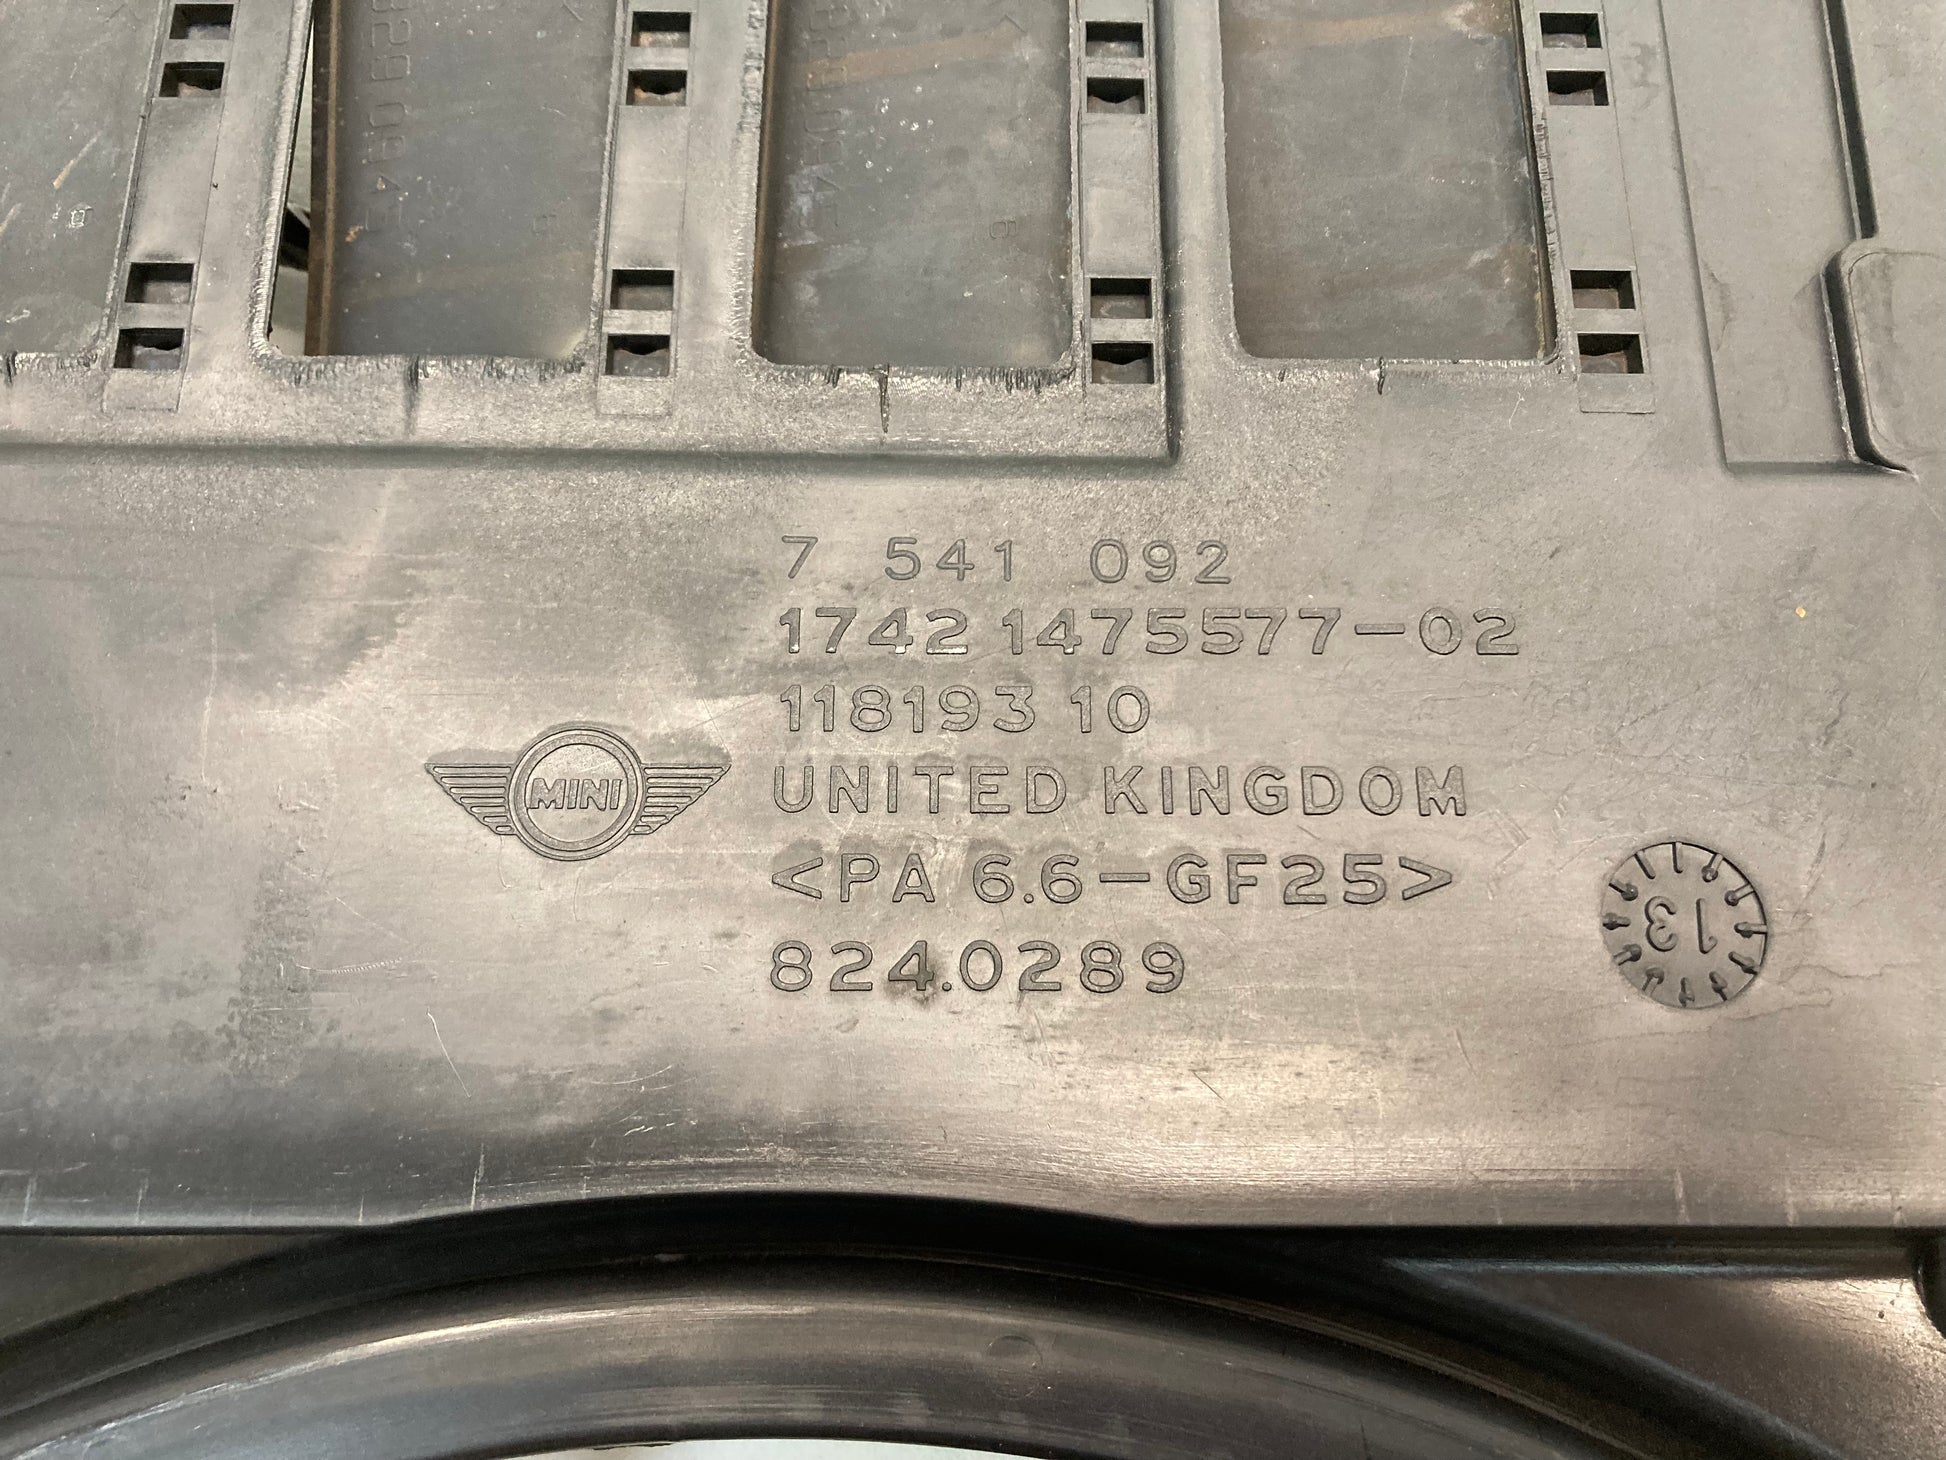 7 541 092
1742 1475577-02
118193 10
MINI
UNITED KINGDOM
<PA 6.6-GF25>
824.0289
13